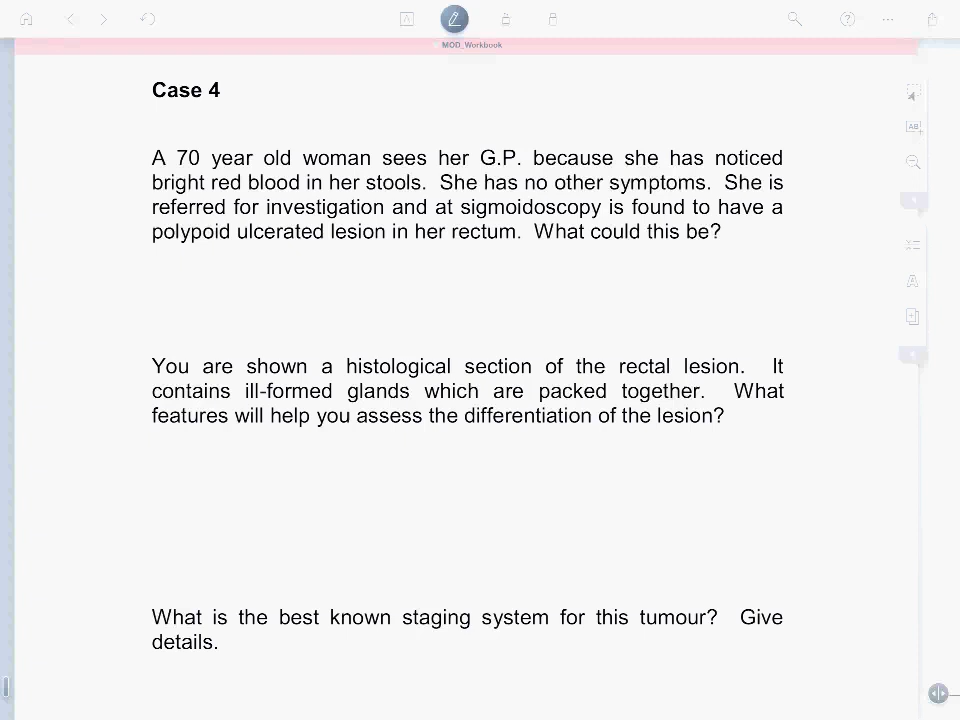 MOD_Workbook
Case 4
A 70 year old woman sees her G.P. because she has noticed
bright red blood in her stools. She has no other symptoms. She is
referred for investigation and at sigmoidoscopy is found to have a
polypoid ulcerated lesion in her rectum. What could this be?
You are shown a histological section of the rectal lesion. It
contains ill-formed glands which are packed together. What
features will help you assess the differentiation of the lesion?
What is the best known staging system for this tumour? Give
details.